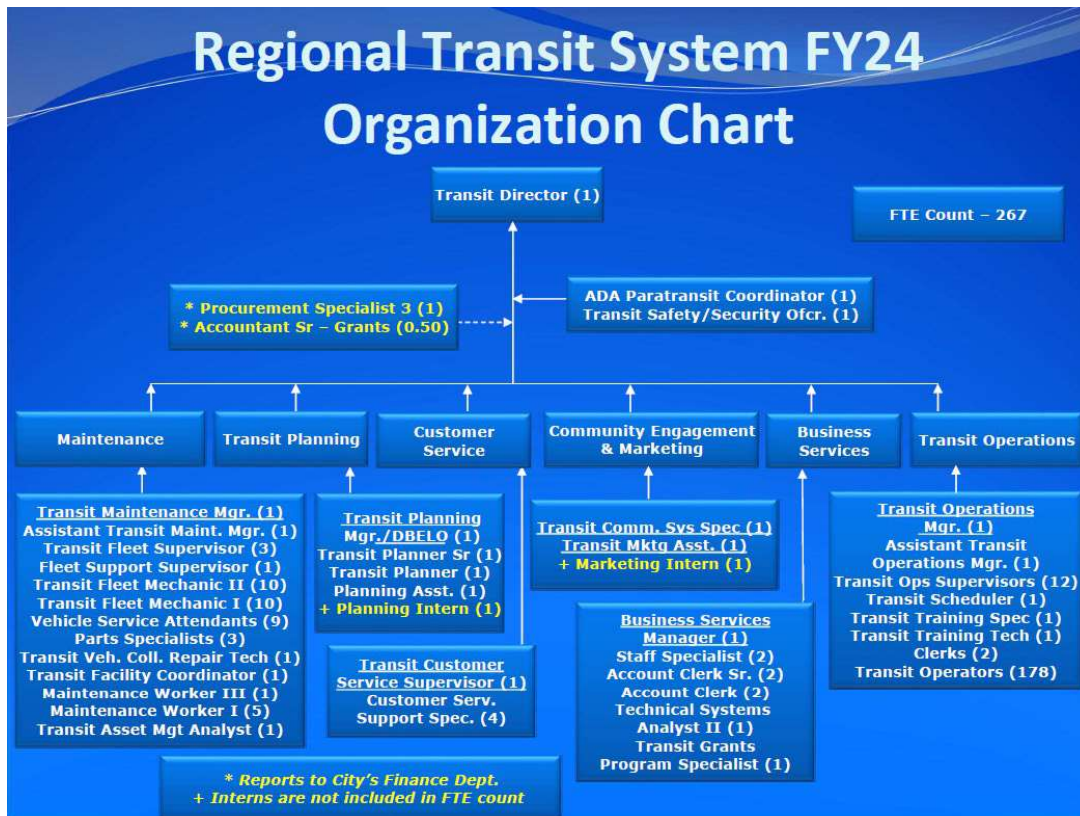 Regional Transit System FY24
Organization Chart
Transit Director (1)
FTE Count – 267
* Procurement Specialist 3 (1)
* Accountant Sr – Grants (0.50)
ADA Paratransit Coordinator (1)
Transit Safety/Security Ofcr. (1)
Maintenance
Transit Planning
Customer
Service
Community Engagement
& Marketing
Business
Services
Transit Operations
Transit Maintenance Mgr. (1)
Assistant Transit Maint. Mgr. (1)
Transit Fleet Supervisor (3)
Fleet Support Supervisor (1)
Transit Fleet Mechanic II (10)
Transit Fleet Mechanic I (10)
Vehicle Service Attendants (9)
Parts Specialists (3)
Transit Veh. Coll. Repair Tech (1)
Transit Facility Coordinator (1)
Maintenance Worker III (1)
Maintenance Worker I (5)
Transit Asset Mgt Analyst (1)
Transit Planning
Mgr./DBELO (1)
Transit Planner Sr (1)
Transit Planner (1)
Planning Asst. (1)
+ Planning Intern (1)
Transit Customer
Service Supervisor (1)
Customer Serv.
Support Spec. (4)
Transit Comm. Sys Spec (1)
Transit Mktg Asst. (1)
+ Marketing Intern (1)
Business Services
Manager (1)
Staff Specialist (2)
Account Clerk Sr. (2)
Account Clerk (2)
Technical Systems
Analyst II (1)
Transit Grants
Program Specialist (1)
Transit Operations
Mgr. (1)
Assistant Transit
Operations Mgr. (1)
Transit Ops Supervisors (12)
Transit Scheduler (1)
Transit Training Spec (1)
Transit Training Tech (1)
Clerks (2)
Transit Operators (178)
* Reports to City's Finance Dept.
+ Interns are not included in FTE count